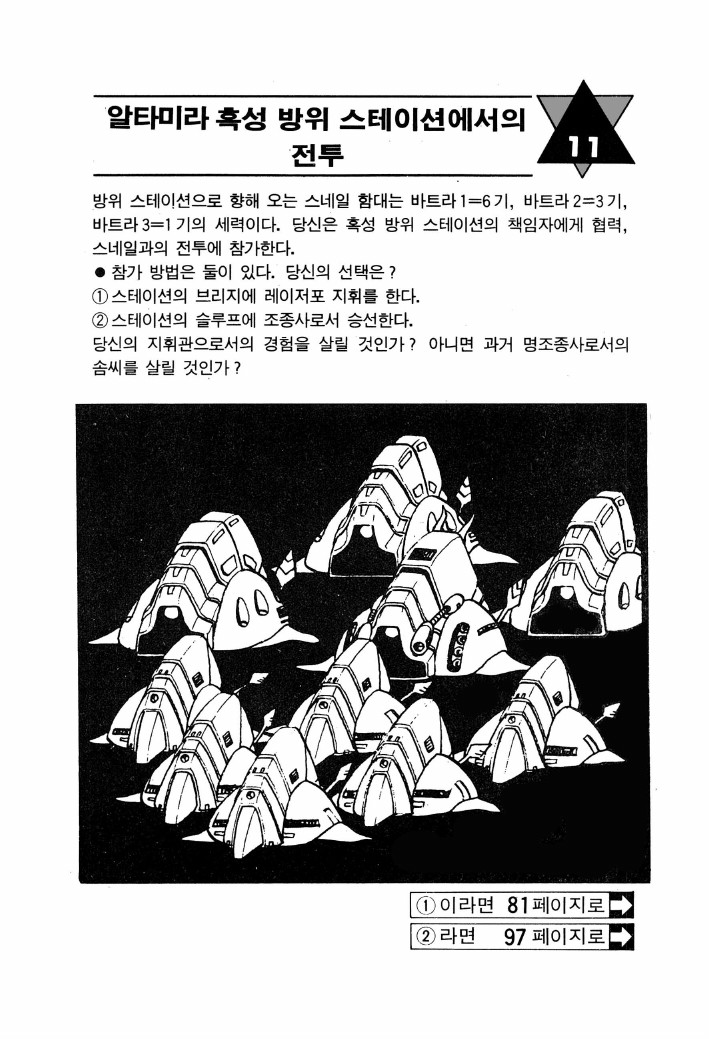 알타미라 혹성 방위 스테이션에서의
전투
11
방위 스테이션으로 향해 오는 스네일 함대는 바트라 1=6기, 바트라 2=3기,
바트라 3=1기의 세력이다. 당신은 혹성 방위 스테이션의 책임자에게 협력,
스네일과의 전투에 참가한다.
● 참가 방법은 둘이 있다. 당신의 선택은?
①스테이션의 브리지에 레이저포 지휘를 한다.
②스테이션의 슬루프에 조종사로서 승선한다.
당신의 지휘관으로서의 경험을 살릴 것인가? 아니면 과거 명조종사로서의
솜씨를 살릴 것인가?
①이라면 81페이지로
②라면 97페이지로